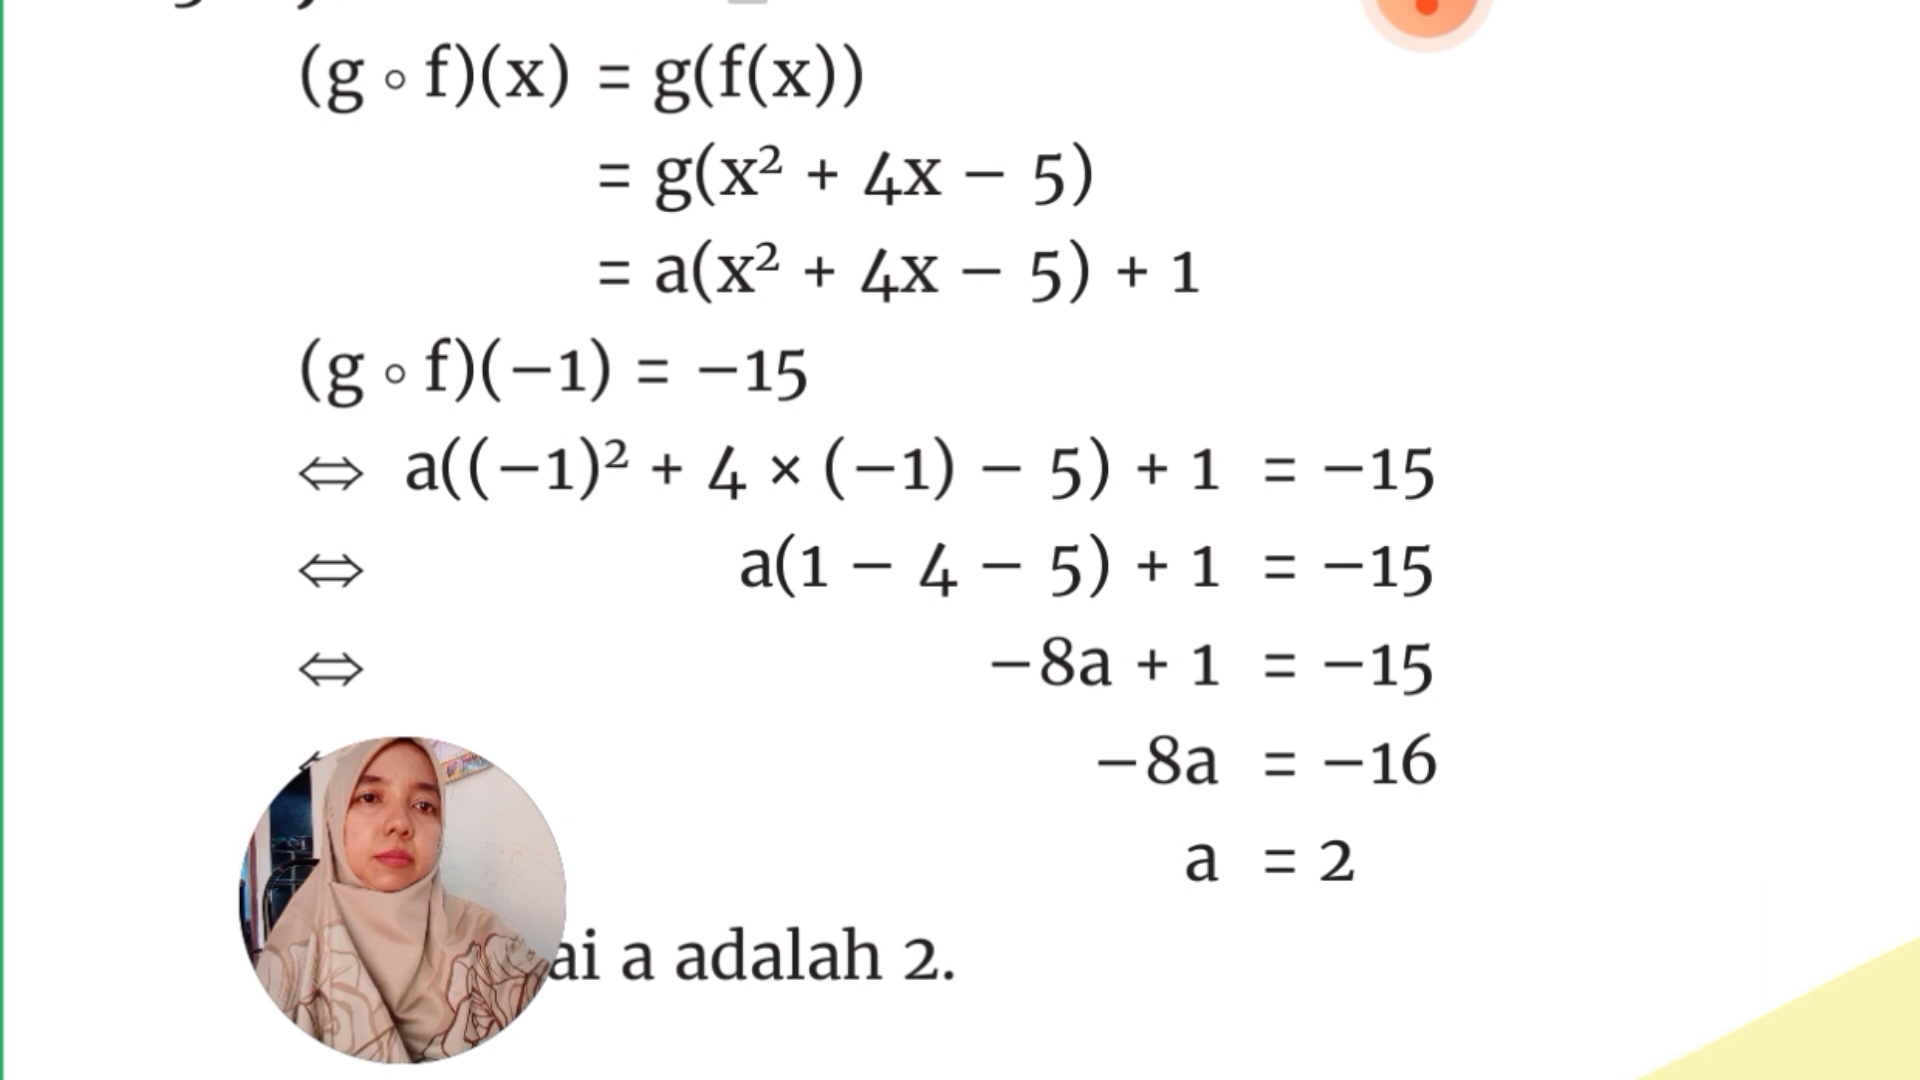 (g ∘ f)(x) = g(f(x))
= g(x² + 4x − 5)
= a(x² + 4x − 5) + 1
(g ∘ f)(−1) = −15
⇔ a((−1)² + 4 × (−1) − 5) + 1 = −15
⇔ a(1 − 4 − 5) + 1 = −15
⇔ −8a + 1 = −15
−8a = −16
a = 2
ai a adalah 2.